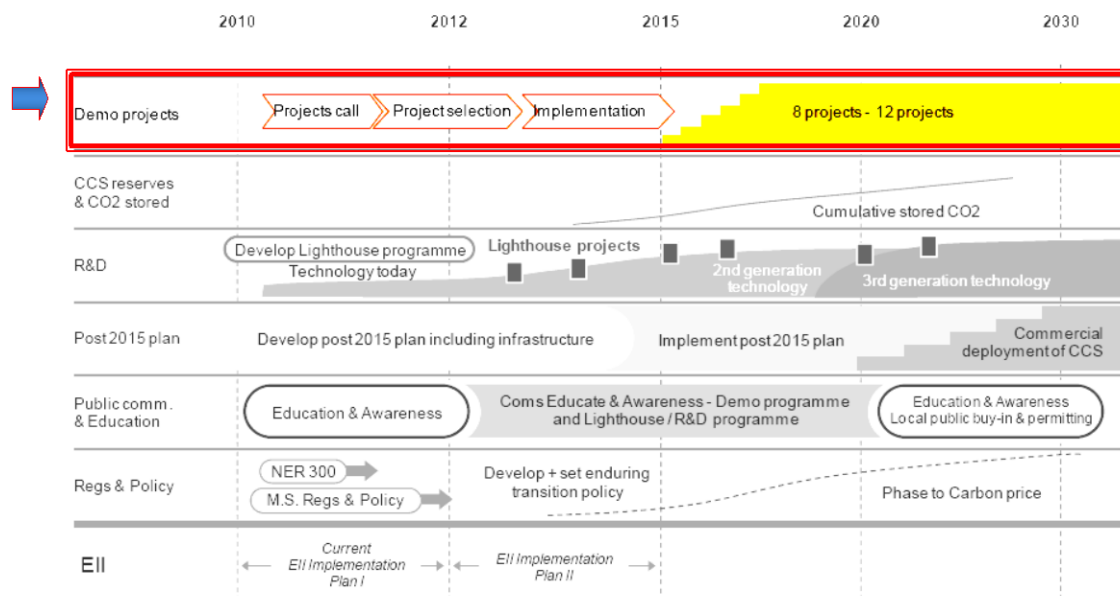 2010 2012 2015 2020 2030
Demo projects
Projects call
Project selection
Implementation
8 projects - 12 projects
CCS reserves
& CO2 stored
Cumulative stored CO2
R&D
Develop Lighthouse programme
Technology today
Lighthouse projects
2nd generation
technology
3rd generation technology
Post 2015 plan
Develop post 2015 plan including infrastructure
Implement post 2015 plan
Commercial
deployment of CCS
Public comm.
& Education
Education & Awareness
Coms Educate & Awareness - Demo programme
and Lighthouse / R&D programme
Education & Awareness
Local public buy-in & permitting
Regs & Policy
NER 300
M.S. Regs & Policy
Develop + set enduring
transition policy
Phase to Carbon price
EII
Current
EIi Implementation
Plan I
EIi Implementation
Plan II